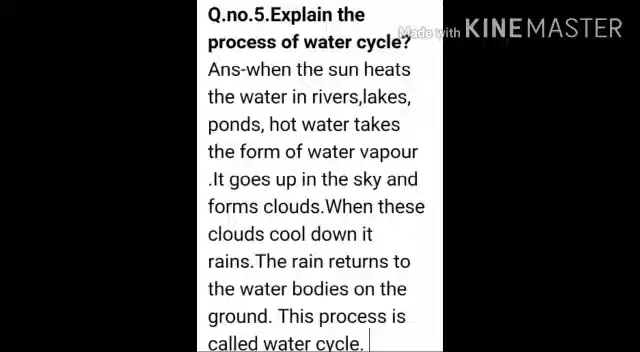 Q.no.5.Explain the
process of water cycle?
Made with KINEMASTER
Ans-when the sun heats
the water in rivers,lakes,
ponds, hot water takes
the form of water vapour
.It goes up in the sky and
forms clouds.When these
clouds cool down it
rains.The rain returns to
the water bodies on the
ground. This process is
called water cycle.